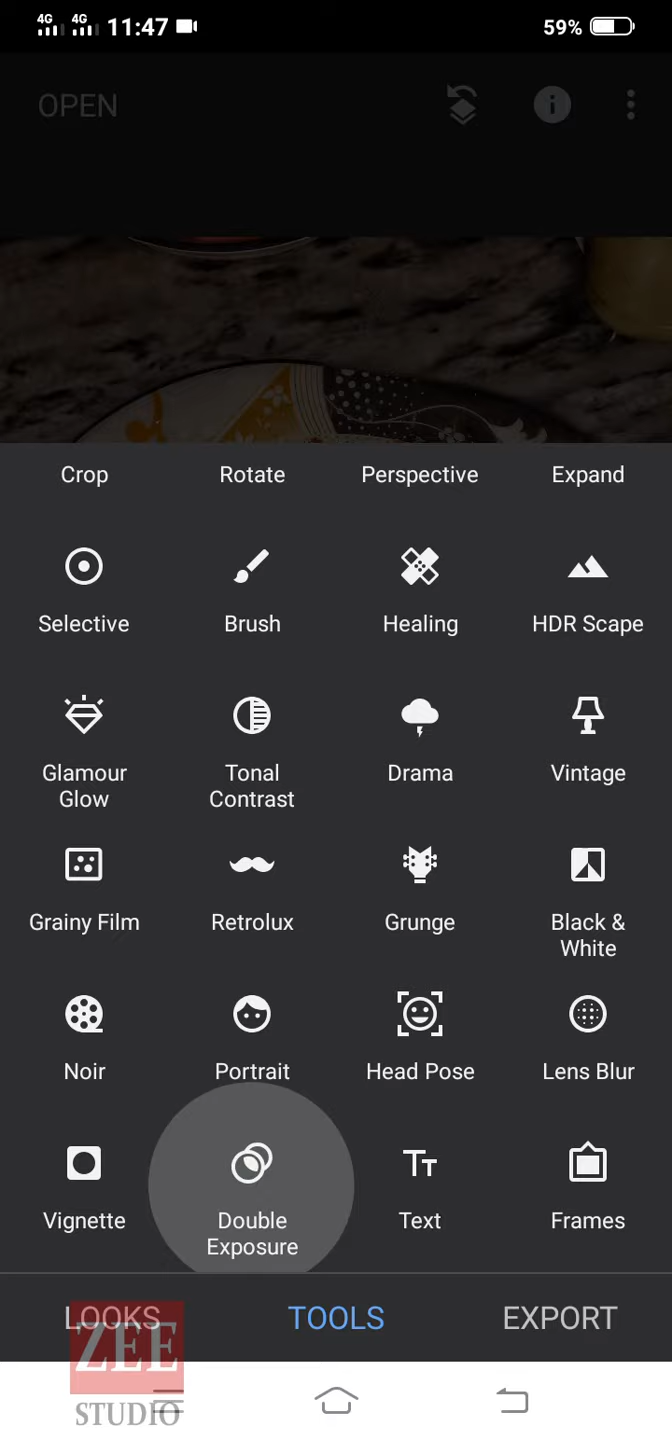 4G 4G 11:47 59%
OPEN
Crop Rotate Perspective Expand
Selective Brush Healing HDR Scape
Glamour Glow Tonal Contrast Drama Vintage
Grainy Film Retrolux Grunge Black & White
Noir Portrait Head Pose Lens Blur
Vignette Double Exposure Text Frames
LOOKS TOOLS EXPORT
ZEE
STUDIO